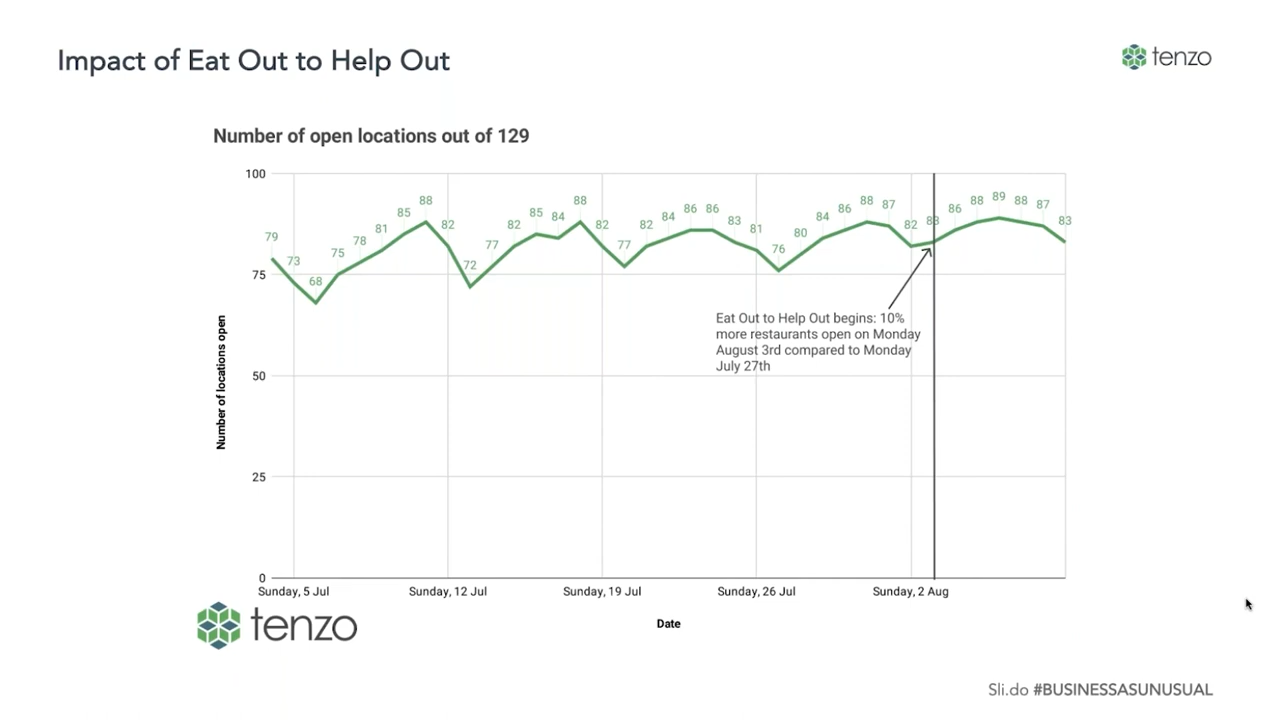 Impact of Eat Out to Help Out
tenzo
Number of open locations out of 129
100
75
50
25
0
Number of locations open
79
73
68
75
78
81
85
88
82
72
77
82
85
84
88
82
77
82
84
86
86
83
81
76
80
84
86
88
87
82
83
86
88
89
88
87
83
Eat Out to Help Out begins: 10%
more restaurants open on Monday
August 3rd compared to Monday
July 27th
Sunday, 5 Jul
Sunday, 12 Jul
Sunday, 19 Jul
Sunday, 26 Jul
Sunday, 2 Aug
Date
tenzo
Sli.do #BUSINESSASUNUSUAL